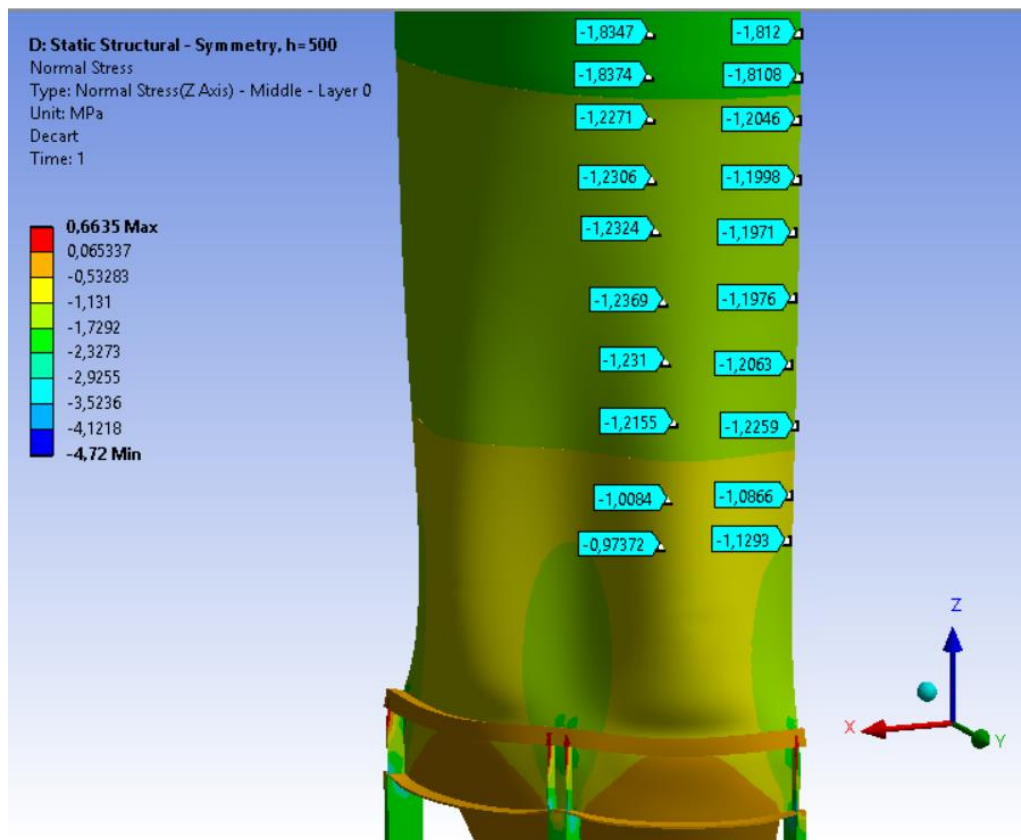 D: Static Structural - Symmetry, h=500
Normal Stress
Type: Normal Stress(Z Axis) - Middle - Layer 0
Unit: MPa
Decart
Time: 1
0,6635 Max
0,065337
-0,53283
-1,131
-1,7292
-2,3273
-2,9255
-3,5236
-4,1218
-4,72 Min
-1,8347 -1,812
-1,8374 -1,8108
-1,2271 -1,2046
-1,2306 -1,1998
-1,2324 -1,1971
-1,2369 -1,1976
-1,231 -1,2063
-1,2155 -1,2259
-1,0084 -1,0866
-0,97372 -1,1293
Z
X
Y